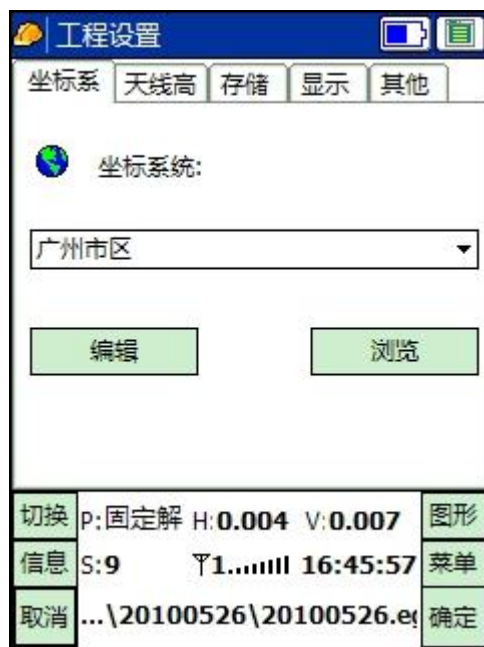 工程设置
坐标系 天线高 存储 显示 其他
坐标系统:
广州市区
编辑 浏览
切换 P:固定解 H:0.004 V:0.007 图形
信息 S:9 1 16:45:57 菜单
取消 ...\20100526\20100526.eg 确定